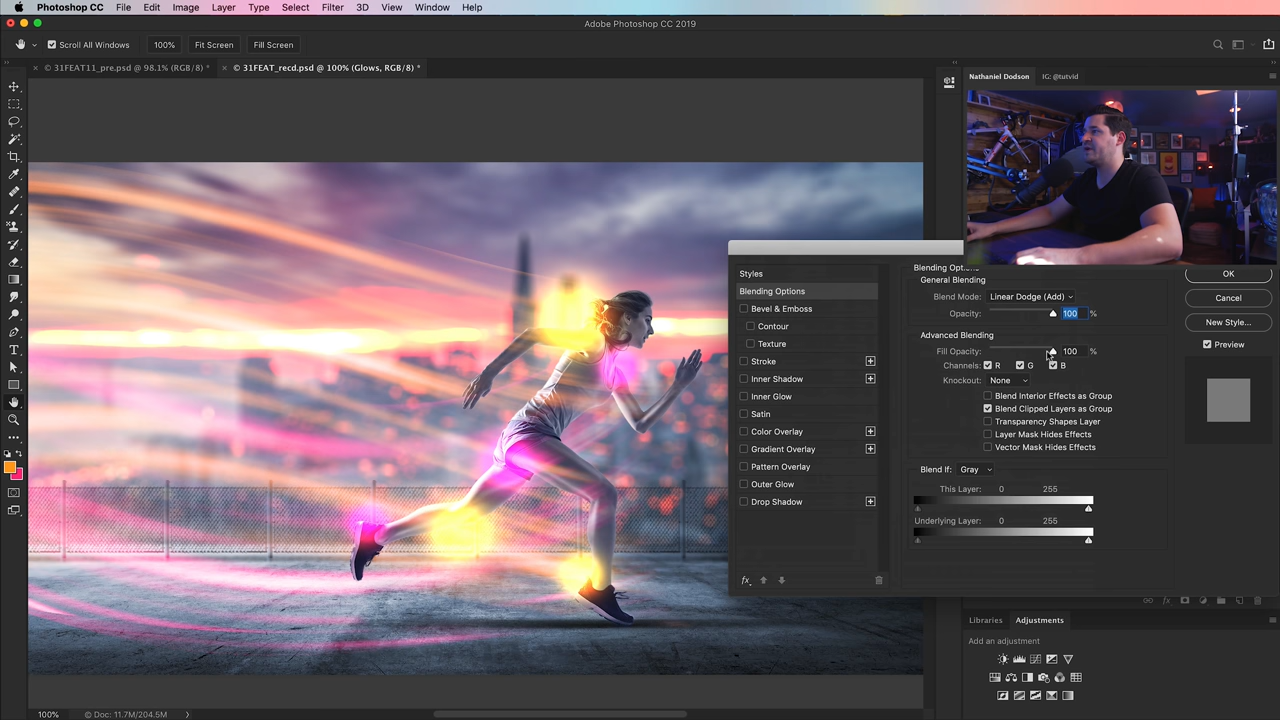 Photoshop CC File Edit Image Layer Type Select Filter 3D View Window Help
Adobe Photoshop CC 2019
Scroll All Windows 100% Fit Screen Fill Screen
× © 31FEAT11_pre.psd @ 98.1% (RGB/8) * × © 31FEAT_recd.psd @ 100% (Glows, RGB/8) *
Nathaniel Dodson IG: @tutvid
Styles
Blending Options
Bevel & Emboss
Contour
Texture
Stroke
Inner Shadow
Inner Glow
Satin
Color Overlay
Gradient Overlay
Pattern Overlay
Outer Glow
Drop Shadow
fx
Blending Options
General Blending
Blend Mode: Linear Dodge (Add)
Opacity: 100 %
Advanced Blending
Fill Opacity: 100 %
Channels: R G B
Knockout: None
Blend Interior Effects as Group
Blend Clipped Layers as Group
Transparency Shapes Layer
Layer Mask Hides Effects
Vector Mask Hides Effects
Blend If: Gray
This Layer: 0 255
Underlying Layer: 0 255
OK
Cancel
New Style...
Preview
fx
Libraries Adjustments
Add an adjustment
100% © Doc: 11.7M/204.5M